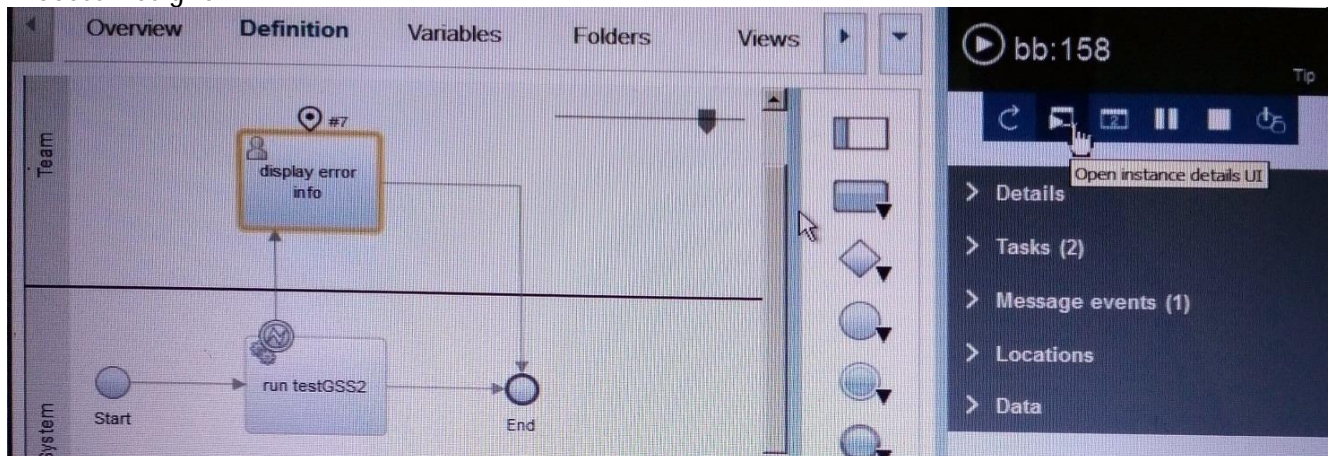 Overview Definition Variables Folders Views
bb:158
Tip
#7
Team
display error
info
Open instance details UI
Details
Tasks (2)
Message events (1)
Locations
Data
run testGSS2
Start
End
System